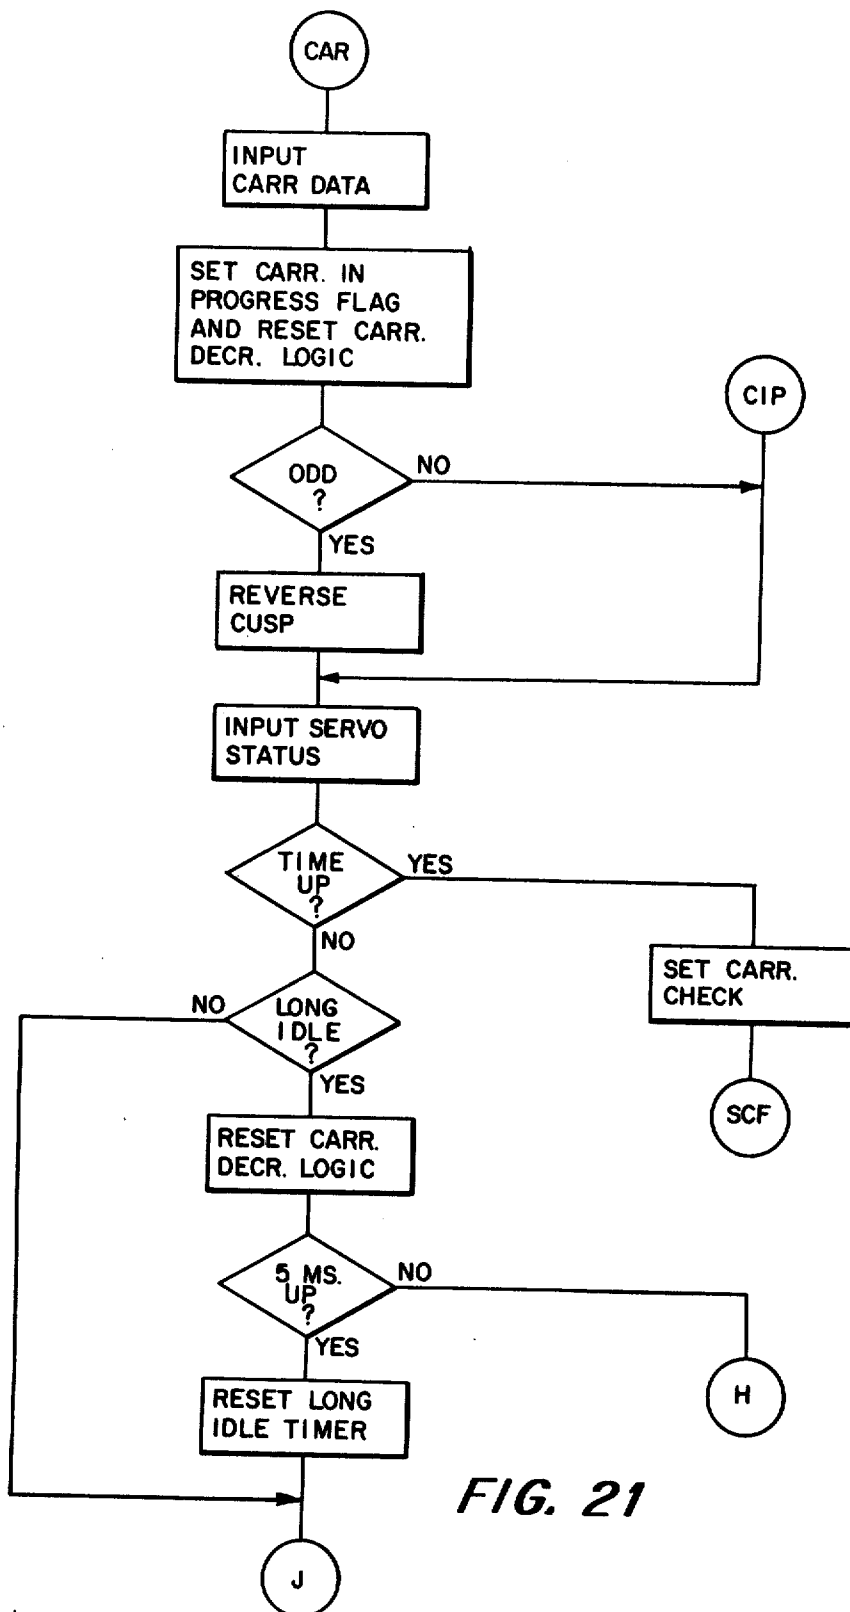 CAR
INPUT
CARR DATA
SET CARR. IN
PROGRESS FLAG
AND RESET CARR.
DECR. LOGIC
CIP
ODD
?
NO
YES
REVERSE
CUSP
INPUT SERVO
STATUS
TIME
UP
?
YES
NO
SET CARR.
CHECK
SCF
NO
LONG
IDLE
?
YES
RESET CARR.
DECR. LOGIC
5 MS.
UP
?
NO
YES
H
RESET LONG
IDLE TIMER
FIG. 21
J